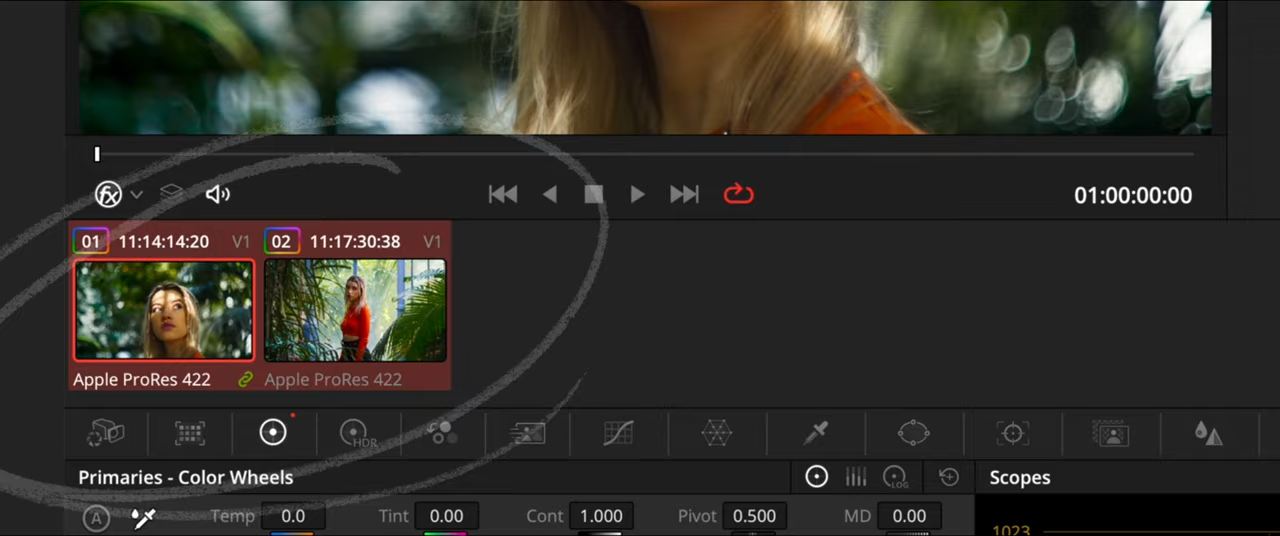 fx
01:00:00:00
01 11:14:14:20 V1 02 11:17:30:38 V1
Apple ProRes 422 Apple ProRes 422
HDR
Primaries - Color Wheels
LOG
Scopes
A Temp 0.0 Tint 0.00 Cont 1.000 Pivot 0.500 MD 0.00
1023